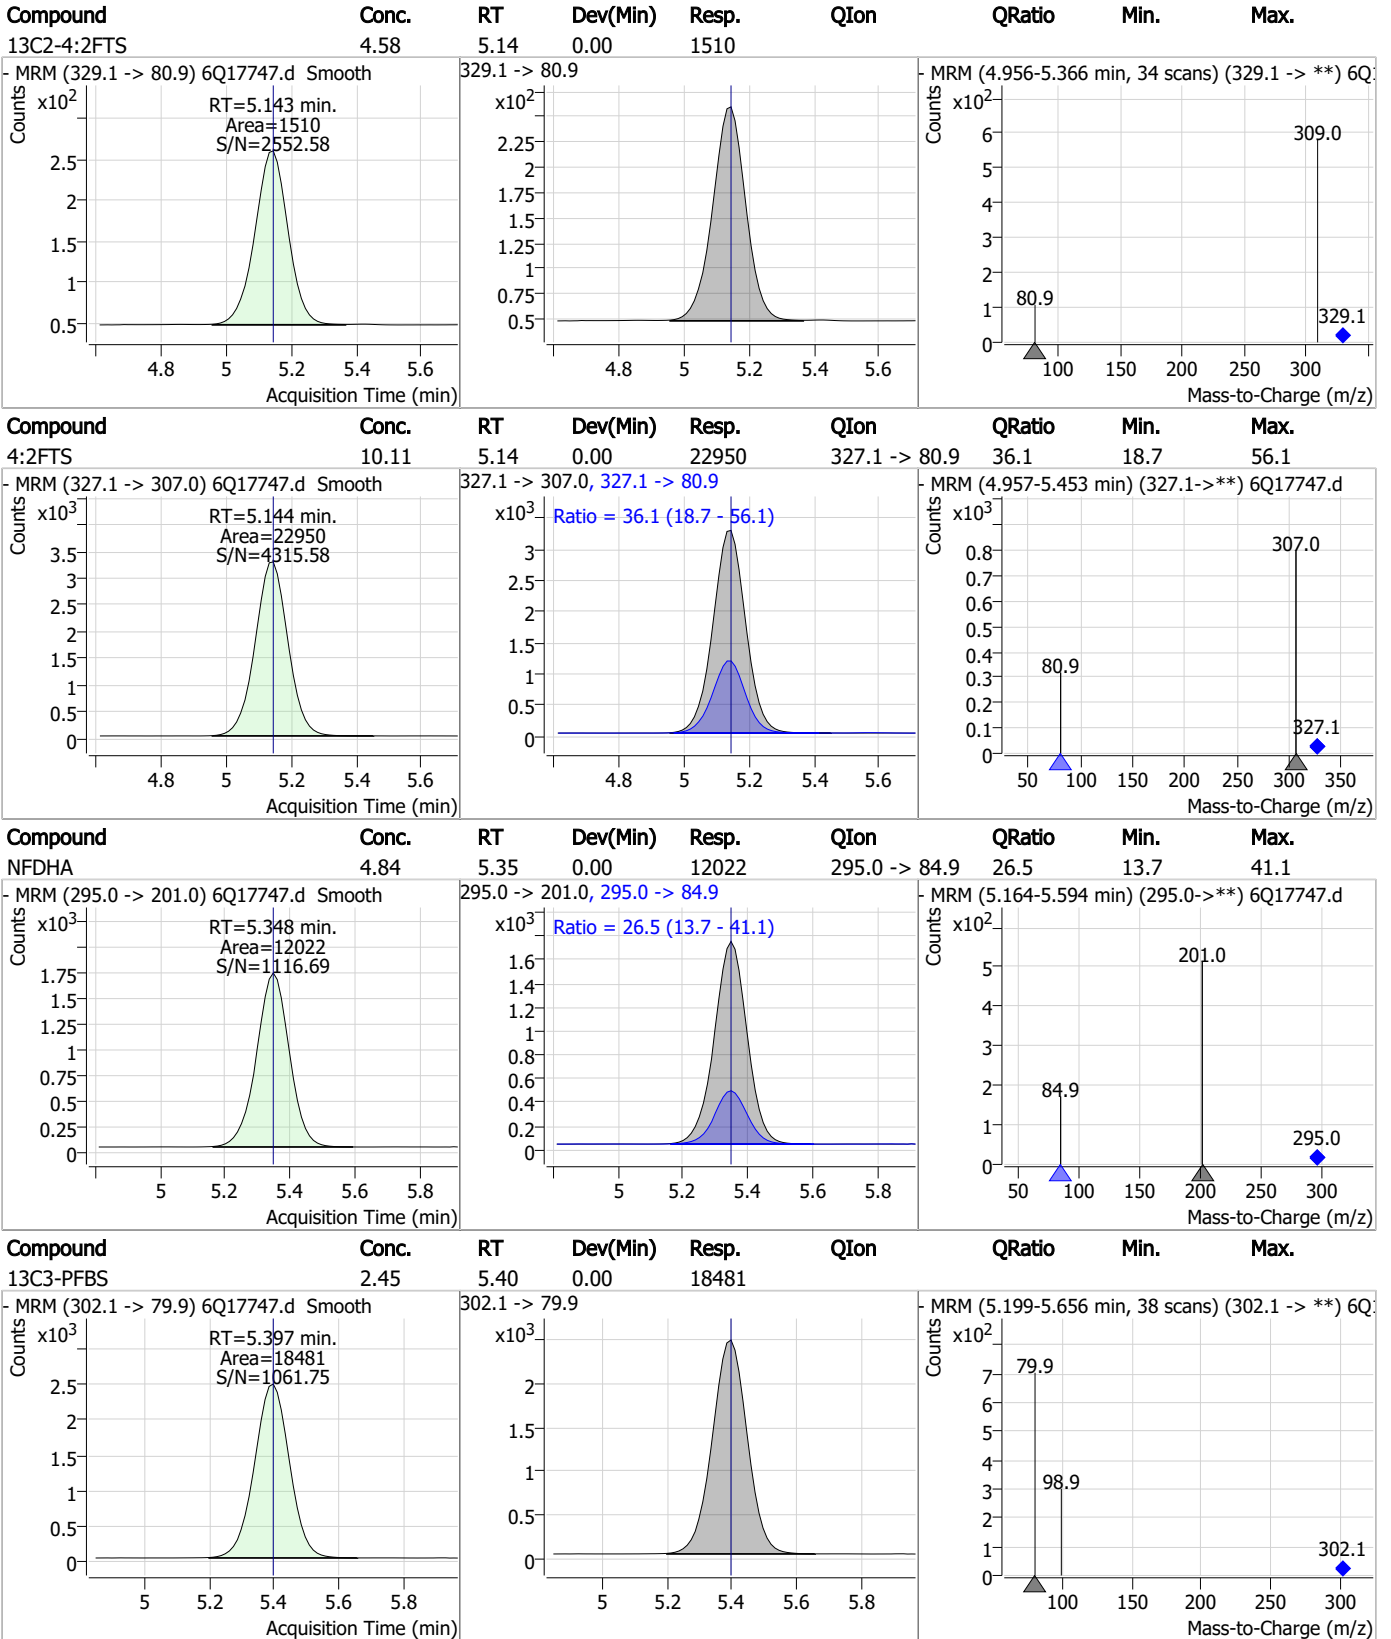 Compound Conc. RT Dev(Min) Resp. QIon QRatio Min. Max.
13C2-4:2FTS 4.58 5.14 0.00 1510
- MRM (329.1 -> 80.9) 6Q17747.d Smooth
Counts
x10²
RT=5.143 min.
Area=1510
S/N=2552.58
2.5
2
1.5
1
0.5
4.8 5 5.2 5.4 5.6
Acquisition Time (min)
329.1 -> 80.9
x10²
2.25
2
1.75
1.5
1.25
1
0.75
0.5
4.8 5 5.2 5.4 5.6
- MRM (4.956-5.366 min, 34 scans) (329.1 -> **) 6Q1
Counts
x10²
309.0
80.9
329.1
6
5
4
3
2
1
0
100 150 200 250 300
Mass-to-Charge (m/z)
Compound Conc. RT Dev(Min) Resp. QIon QRatio Min. Max.
4:2FTS 10.11 5.14 0.00 22950 327.1 -> 80.9 36.1 18.7 56.1
- MRM (327.1 -> 307.0) 6Q17747.d Smooth
Counts
x10³
RT=5.144 min.
Area=22950
S/N=4315.58
3.5
3
2.5
2
1.5
1
0.5
0
4.8 5 5.2 5.4 5.6
Acquisition Time (min)
327.1 -> 307.0, 327.1 -> 80.9
x10³
Ratio = 36.1 (18.7 - 56.1)
3
2.5
2
1.5
1
0.5
0
4.8 5 5.2 5.4 5.6
- MRM (4.957-5.453 min) (327.1->**) 6Q17747.d
Counts
x10³
307.0
80.9
327.1
0.8
0.7
0.6
0.5
0.4
0.3
0.2
0.1
0
50 100 150 200 250 300 350
Mass-to-Charge (m/z)
Compound Conc. RT Dev(Min) Resp. QIon QRatio Min. Max.
NFDHA 4.84 5.35 0.00 12022 295.0 -> 84.9 26.5 13.7 41.1
- MRM (295.0 -> 201.0) 6Q17747.d Smooth
Counts
x10³
RT=5.348 min.
Area=12022
S/N=1116.69
1.75
1.5
1.25
1
0.75
0.5
0.25
0
5 5.2 5.4 5.6 5.8
Acquisition Time (min)
295.0 -> 201.0, 295.0 -> 84.9
x10³
Ratio = 26.5 (13.7 - 41.1)
1.6
1.4
1.2
1
0.8
0.6
0.4
0.2
0
5 5.2 5.4 5.6 5.8
- MRM (5.164-5.594 min) (295.0->**) 6Q17747.d
Counts
x10²
201.0
84.9
295.0
5
4
3
2
1
0
50 100 150 200 250 300
Mass-to-Charge (m/z)
Compound Conc. RT Dev(Min) Resp. QIon QRatio Min. Max.
13C3-PFBS 2.45 5.40 0.00 18481
- MRM (302.1 -> 79.9) 6Q17747.d Smooth
Counts
x10³
RT=5.397 min.
Area=18481
S/N=1061.75
2.5
2
1.5
1
0.5
0
5 5.2 5.4 5.6 5.8
Acquisition Time (min)
302.1 -> 79.9
x10³
2
1.5
1
0.5
0
5 5.2 5.4 5.6 5.8
- MRM (5.199-5.656 min, 38 scans) (302.1 -> **) 6Q1
Counts
x10²
79.9
98.9
302.1
7
6
5
4
3
2
1
0
100 150 200 250 300
Mass-to-Charge (m/z)